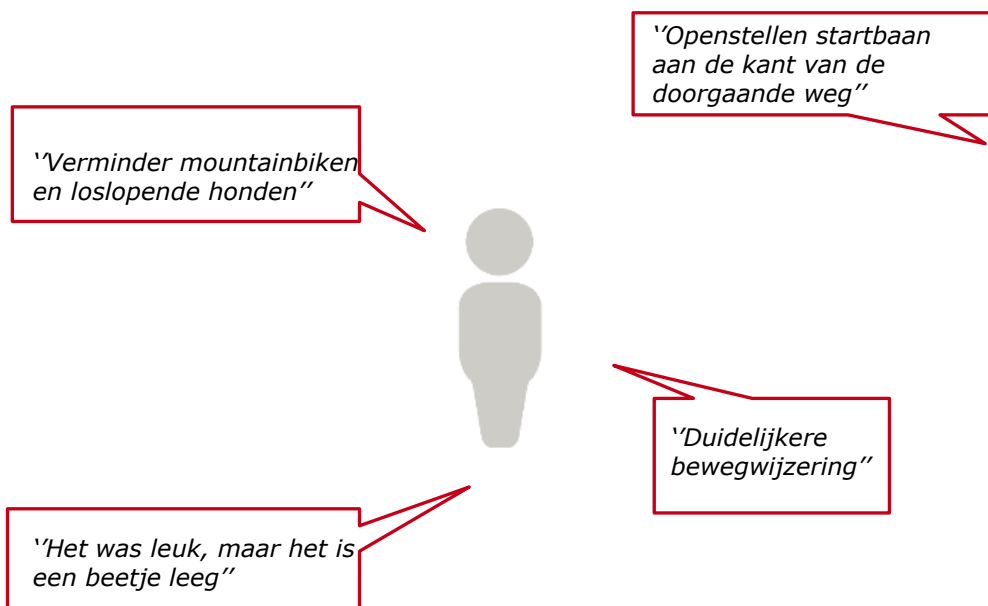 ‘’Openstellen startbaan
aan de kant van de
doorgaande weg’’
‘’Verminder mountainbiken
en loslopende honden’’
‘’Duidelijkere
bewegwijzering’’
‘’Het was leuk, maar het is
een beetje leeg’’